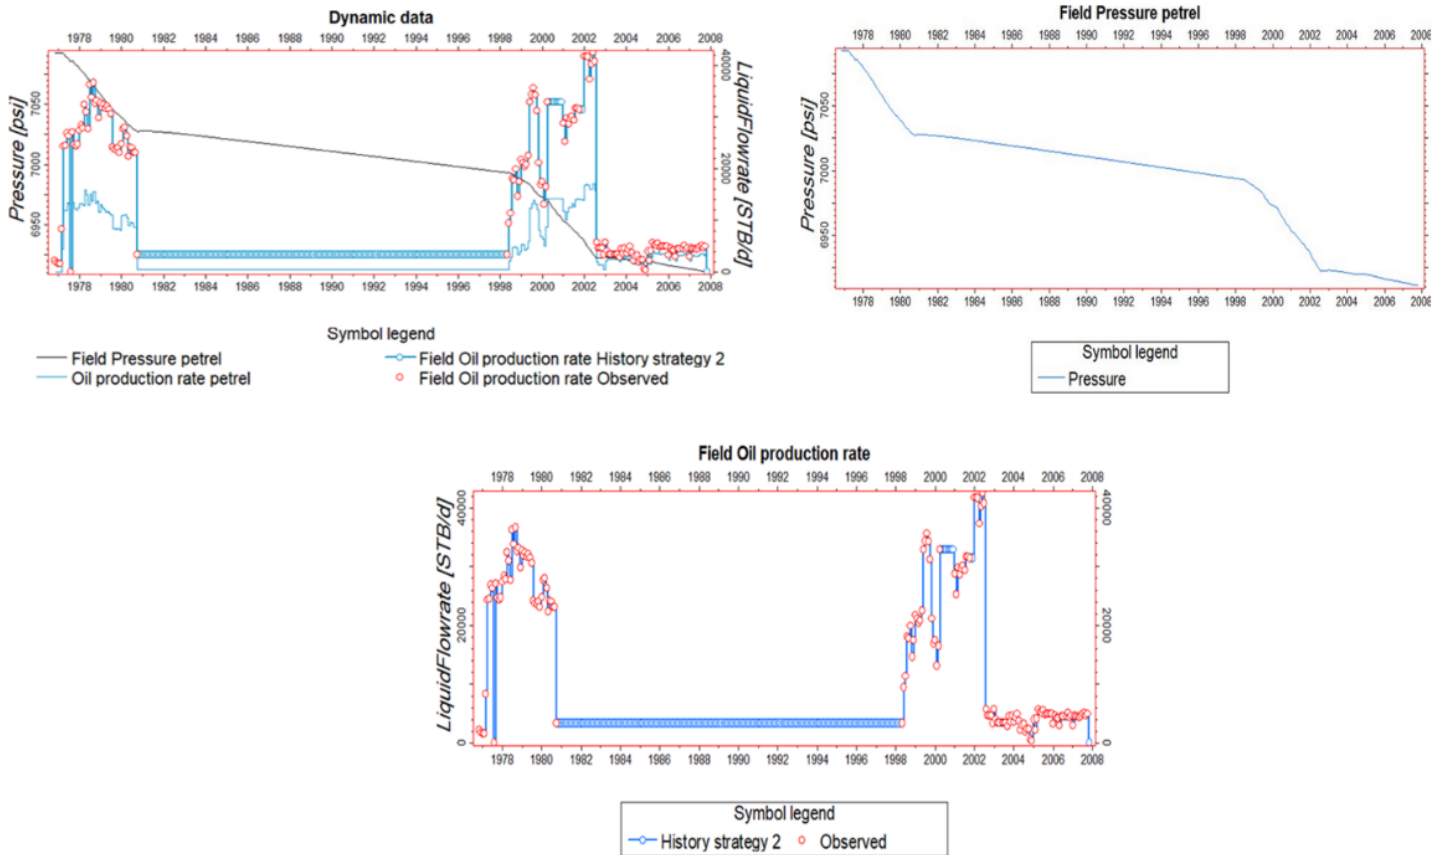 Dynamic data
1978 1980 1982 1984 1986 1988 1990 1992 1994 1996 1998 2000 2002 2004 2006 2008
Pressure [psi]
7050
7000
6950
40000
20000
0
LiquidFlowrate [STB/d]
1978 1980 1982 1984 1986 1988 1990 1992 1994 1996 1998 2000 2002 2004 2006 2008
Symbol legend
Field Pressure petrel
Field Oil production rate History strategy 2
Oil production rate petrel
Field Oil production rate Observed
Field Pressure petrel
1978 1980 1982 1984 1986 1988 1990 1992 1994 1996 1998 2000 2002 2004 2006 2008
Pressure [psi]
7050
7000
6950
1978 1980 1982 1984 1986 1988 1990 1992 1994 1996 1998 2000 2002 2004 2006 2008
Symbol legend
Pressure
Field Oil production rate
1978 1980 1982 1984 1986 1988 1990 1992 1994 1996 1998 2000 2002 2004 2006 2008
LiquidFlowrate [STB/d]
40000
20000
0
40000
20000
0
1978 1980 1982 1984 1986 1988 1990 1992 1994 1996 1998 2000 2002 2004 2006 2008
Symbol legend
History strategy 2
Observed